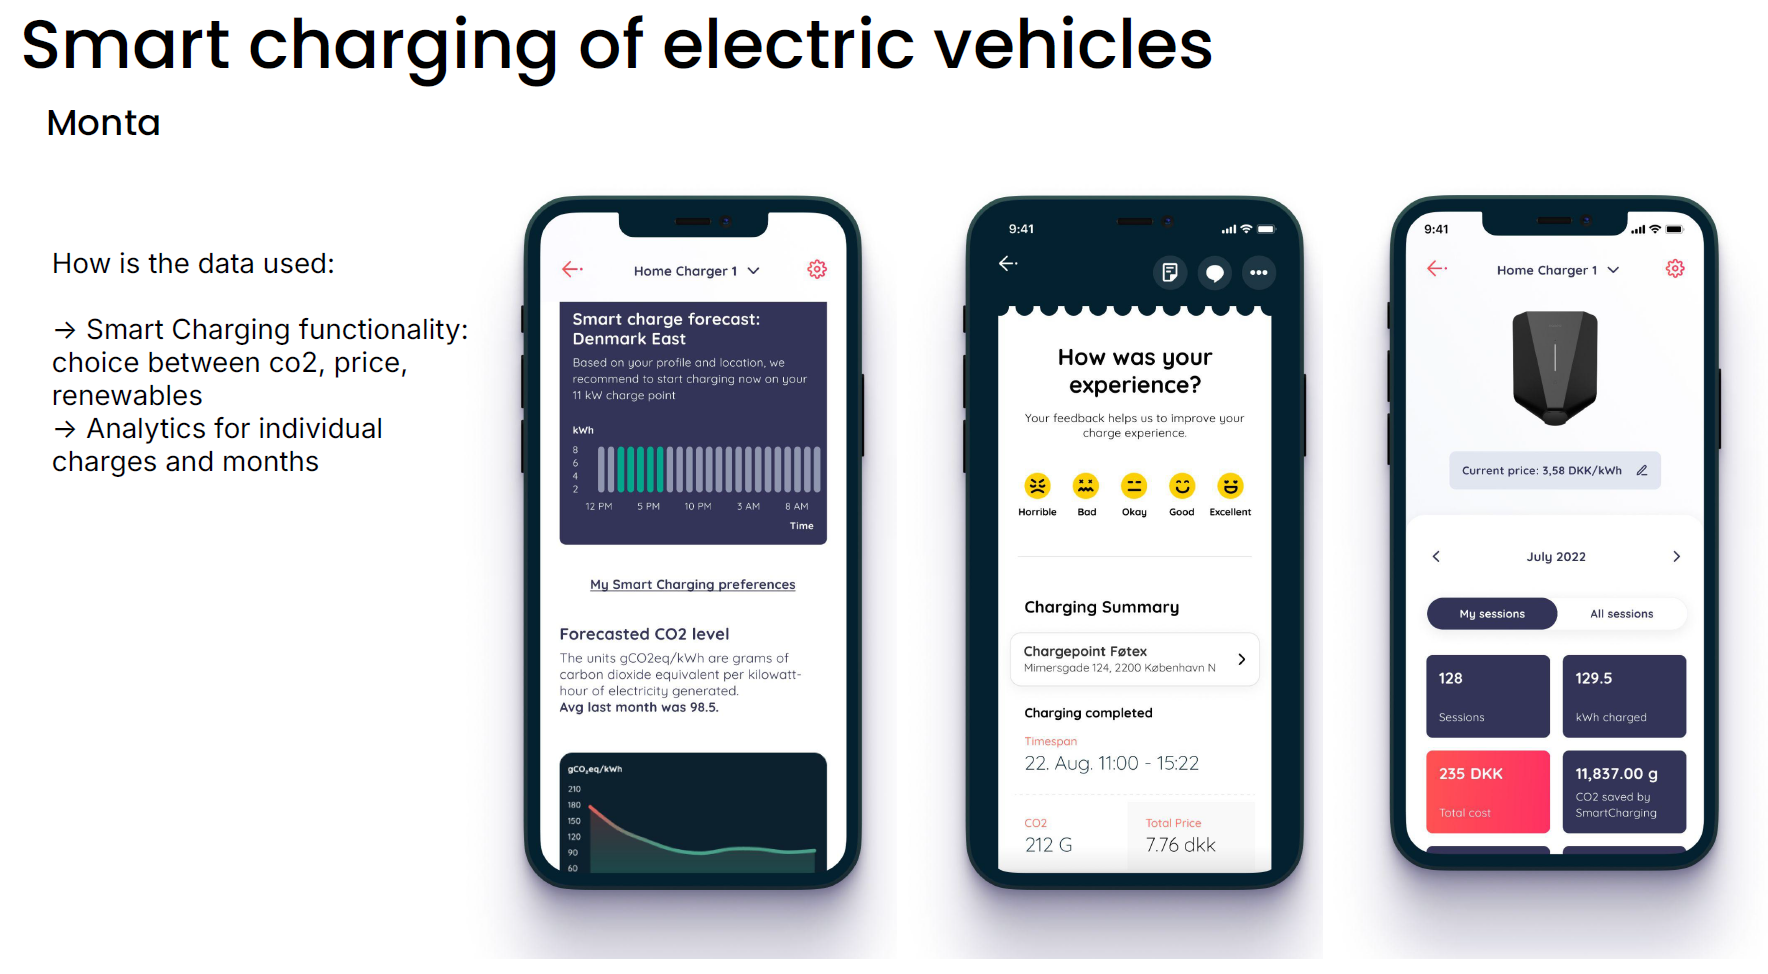 Smart charging of electric vehicles
Monta
How is the data used:
→ Smart Charging functionality:
choice between co2, price,
renewables
→ Analytics for individual
charges and months
Home Charger 1
Smart charge forecast:
Denmark East
Based on your profile and location, we
recommend to start charging now on your
11 kW charge point
kWh
8
6
4
2
12 PM 5 PM 10 PM 3 AM 8 AM
Time
My Smart Charging preferences
Forecasted CO2 level
The units gCO2eq/kWh are grams of
carbon dioxide equivalent per kilowatt-
hour of electricity generated.
Avg last month was 98.5.
gCO₂eq/kWh
210
180
150
120
90
60
9:41
How was your
experience?
Your feedback helps us to improve your
charge experience.
Horrible Bad Okay Good Excellent
Charging Summary
Chargepoint Føtex
Mimersgade 124, 2200 København N
Charging completed
Timespan
22. Aug. 11:00 - 15:22
CO2 Total Price
212 G 7.76 dkk
9:41
Home Charger 1
Current price: 3,58 DKK/kWh
July 2022
My sessions All sessions
128 129.5
Sessions kWh charged
235 DKK 11,837.00 g
Total cost CO2 saved by
SmartCharging